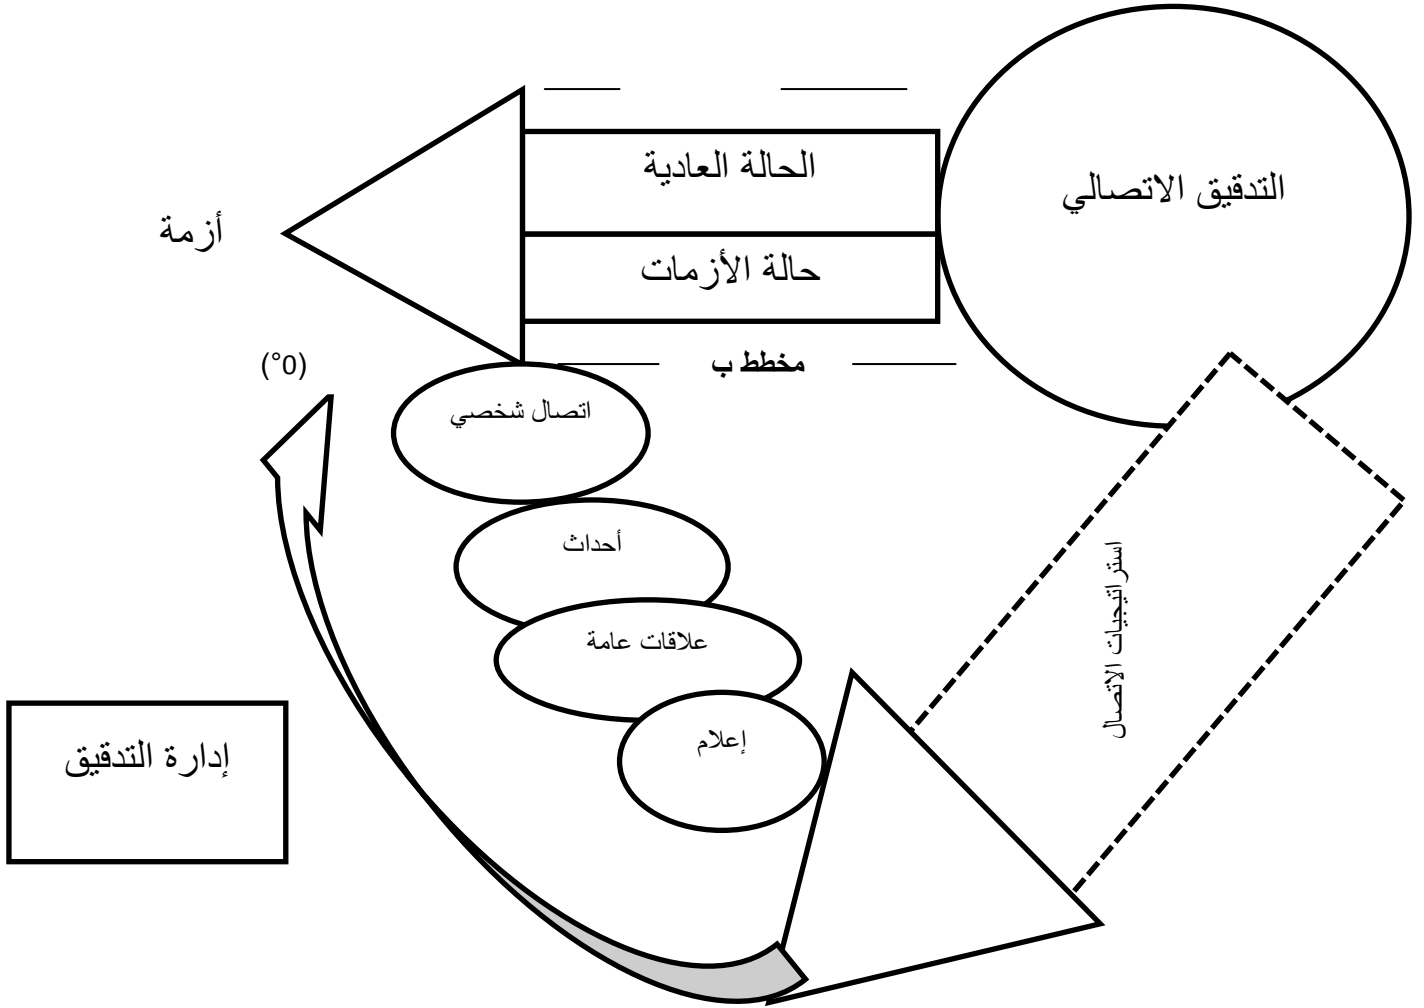 الحالة العادية
التدقيق الاتصالي
أزمة
حالة الأزمات
(0°)
مخطط ب
اتصال شخصي
أحداث
علاقات عامة
إعلام
استراتيجيات الاتصال
إدارة التدقيق